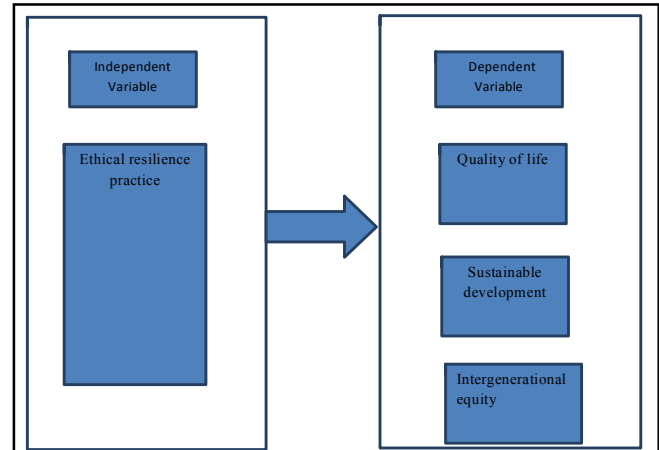 Independent
Variable
Ethical resilience
practice
Dependent
Variable
Quality of life
Sustainable
development
Intergenerational
equity